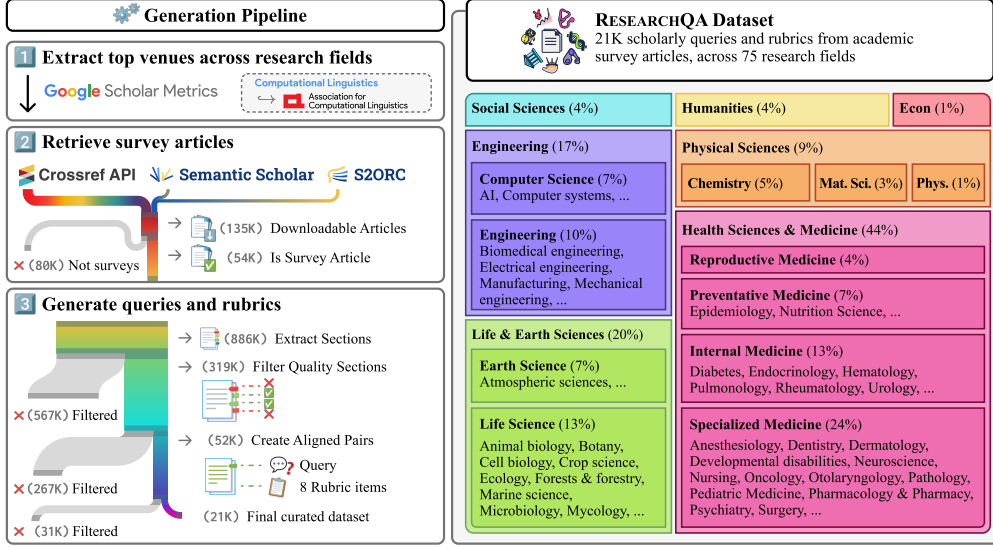 Generation Pipeline
1 Extract top venues across research fields
Google Scholar Metrics
Computational Linguistics
Association for
Computational Linguistics
2 Retrieve survey articles
Crossref API
Semantic Scholar
S2ORC
(135K) Downloadable Articles
(54K) Is Survey Article
(80K) Not surveys
3 Generate queries and rubrics
(886K) Extract Sections
(319K) Filter Quality Sections
(567K) Filtered
(52K) Create Aligned Pairs
Query
8 Rubric items
(267K) Filtered
(21K) Final curated dataset
(31K) Filtered
RESEARCHQA Dataset
21K scholarly queries and rubrics from academic
survey articles, across 75 research fields
Social Sciences (4%)
Humanities (4%)
Econ (1%)
Engineering (17%)
Computer Science (7%)
AI, Computer systems, ...
Engineering (10%)
Biomedical engineering,
Electrical engineering,
Manufacturing, Mechanical
engineering, ...
Life & Earth Sciences (20%)
Earth Science (7%)
Atmospheric sciences, ...
Life Science (13%)
Animal biology, Botany,
Cell biology, Crop science,
Ecology, Forests & forestry,
Marine science,
Microbiology, Mycology, ...
Physical Sciences (9%)
Chemistry (5%)
Mat. Sci. (3%)
Phys. (1%)
Health Sciences & Medicine (44%)
Reproductive Medicine (4%)
Preventative Medicine (7%)
Epidemiology, Nutrition Science, ...
Internal Medicine (13%)
Diabetes, Endocrinology, Hematology,
Pulmonology, Rheumatology, Urology, ...
Specialized Medicine (24%)
Anesthesiology, Dentistry, Dermatology,
Developmental disabilities, Neuroscience,
Nursing, Oncology, Otolaryngology, Pathology,
Pediatric Medicine, Pharmacology & Pharmacy,
Psychiatry, Surgery, ...